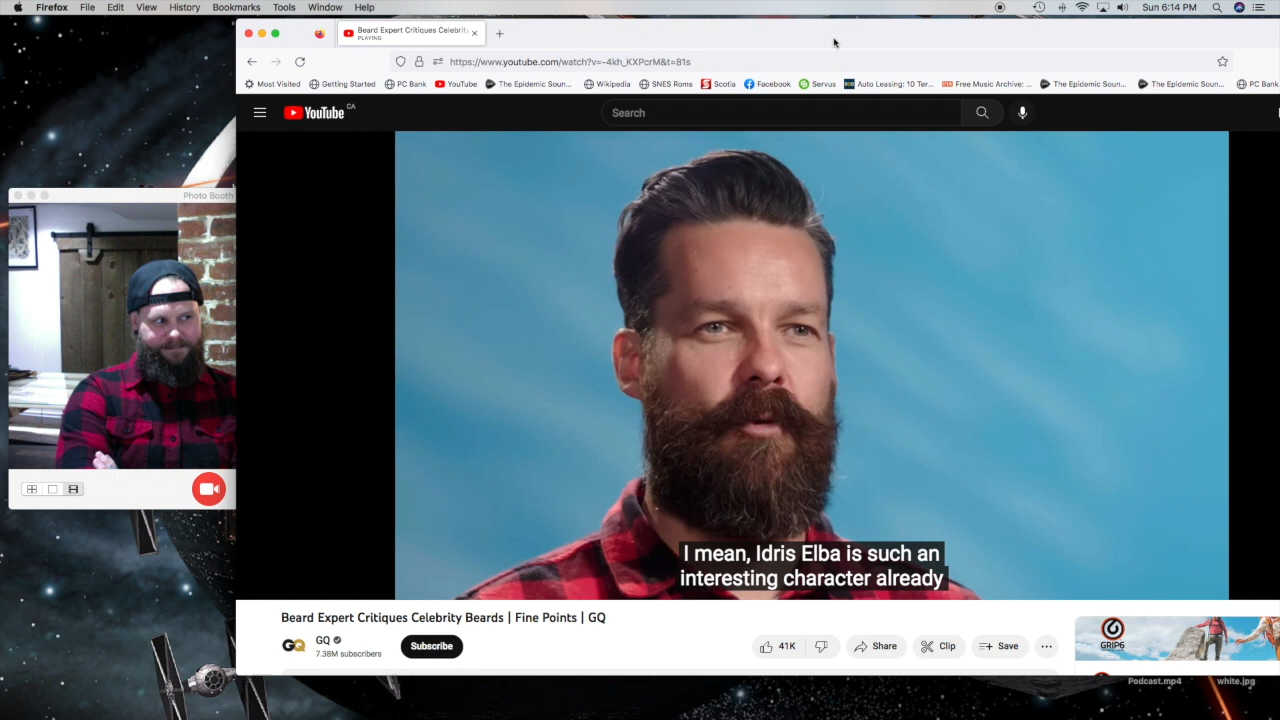 Firefox File Edit View History Bookmarks Tools Window Help
Sun 6:14 PM
Beard Expert Critiques Celebrity
PLAYING
https://www.youtube.com/watch?v=-4kh_KXPcrM&t=81s
Most Visited Getting Started PC Bank YouTube The Epidemic Soun... Wikipedia SNES Roms Scotia Facebook Servus Auto Leasing: 10 Ter... Free Music Archive: ... The Epidemic Soun... The Epidemic Soun... PC Bank
YouTube CA
Search
Photo Booth
I mean, Idris Elba is such an
interesting character already
Beard Expert Critiques Celebrity Beards | Fine Points | GQ
GQ
GQ
7.38M subscribers
Subscribe
41K
Share
Clip
Save
GRIP6
Podcast.mp4
white.jpg